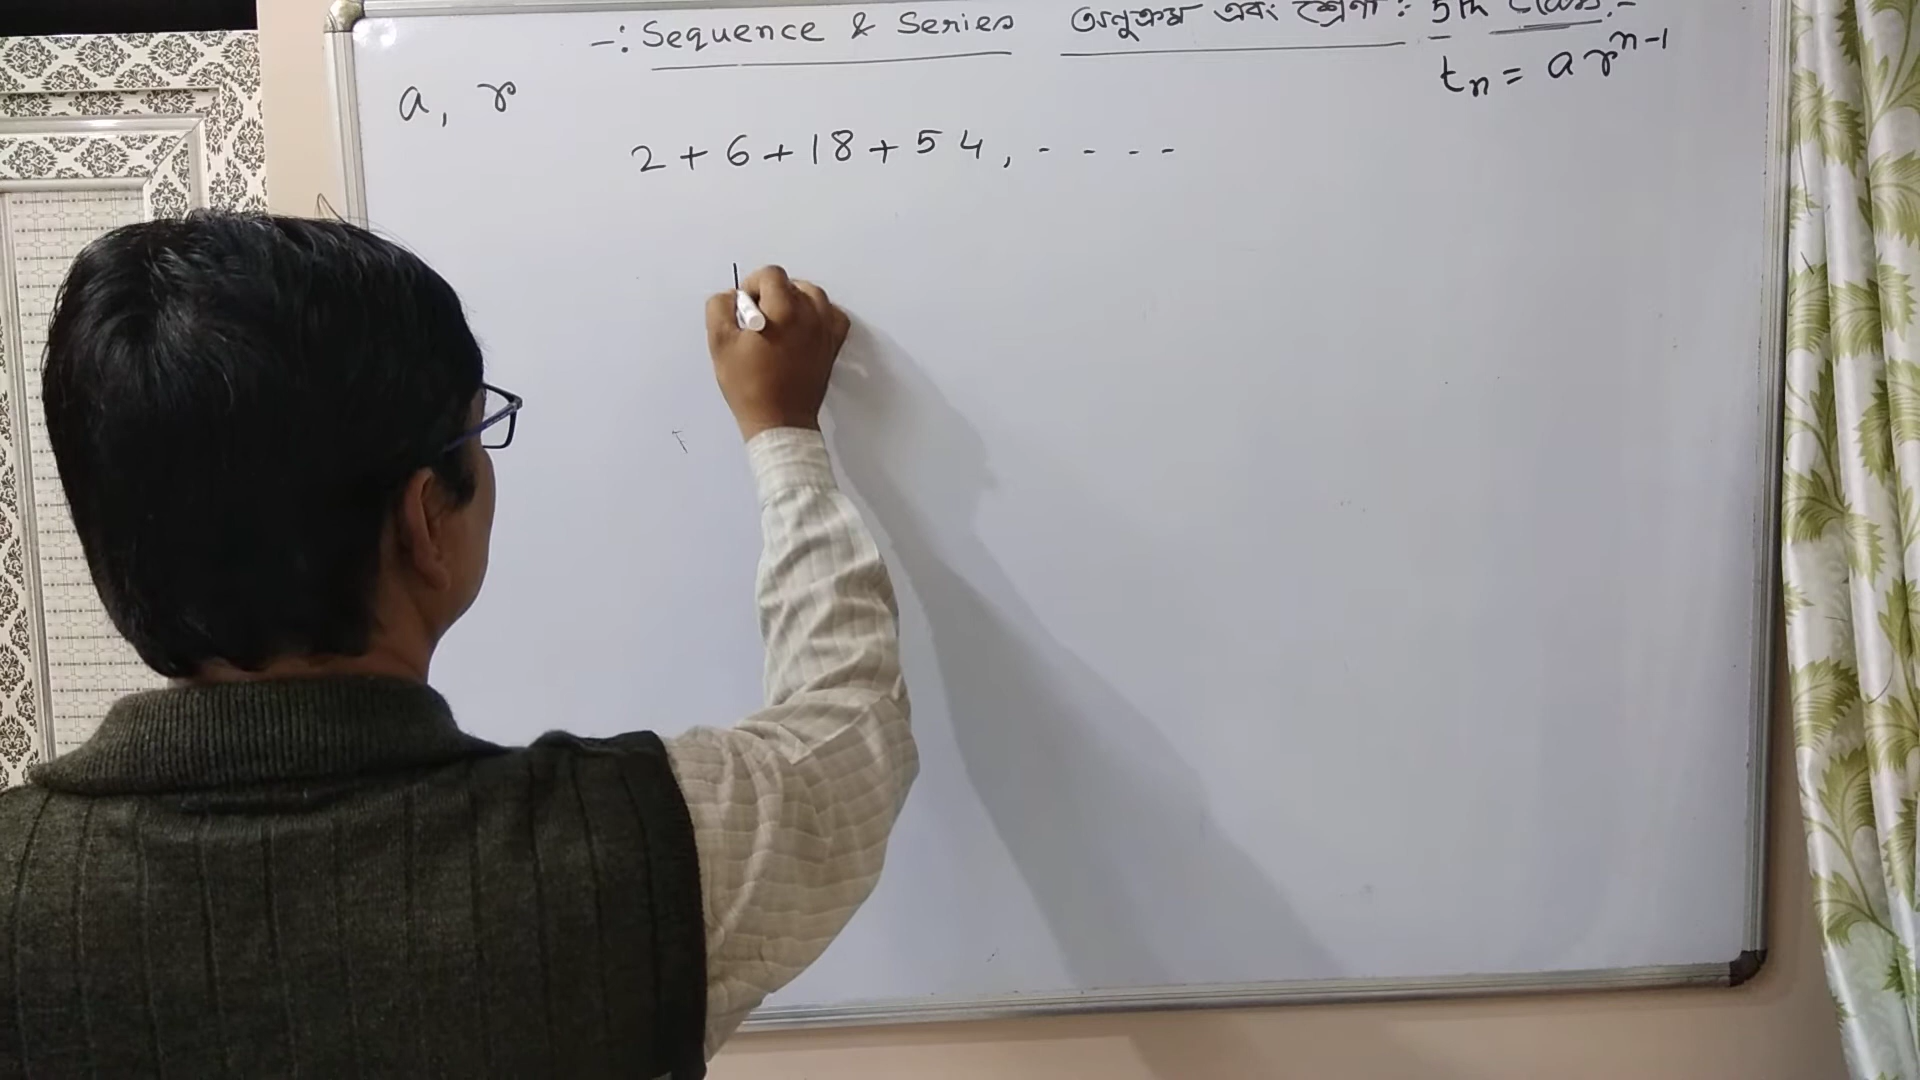 -: Sequence & Series অনুক্রম এবং শ্রেণী : 5th Class:-
tn = a r^n-1
a, r
2 + 6 + 18 + 54, - - - -